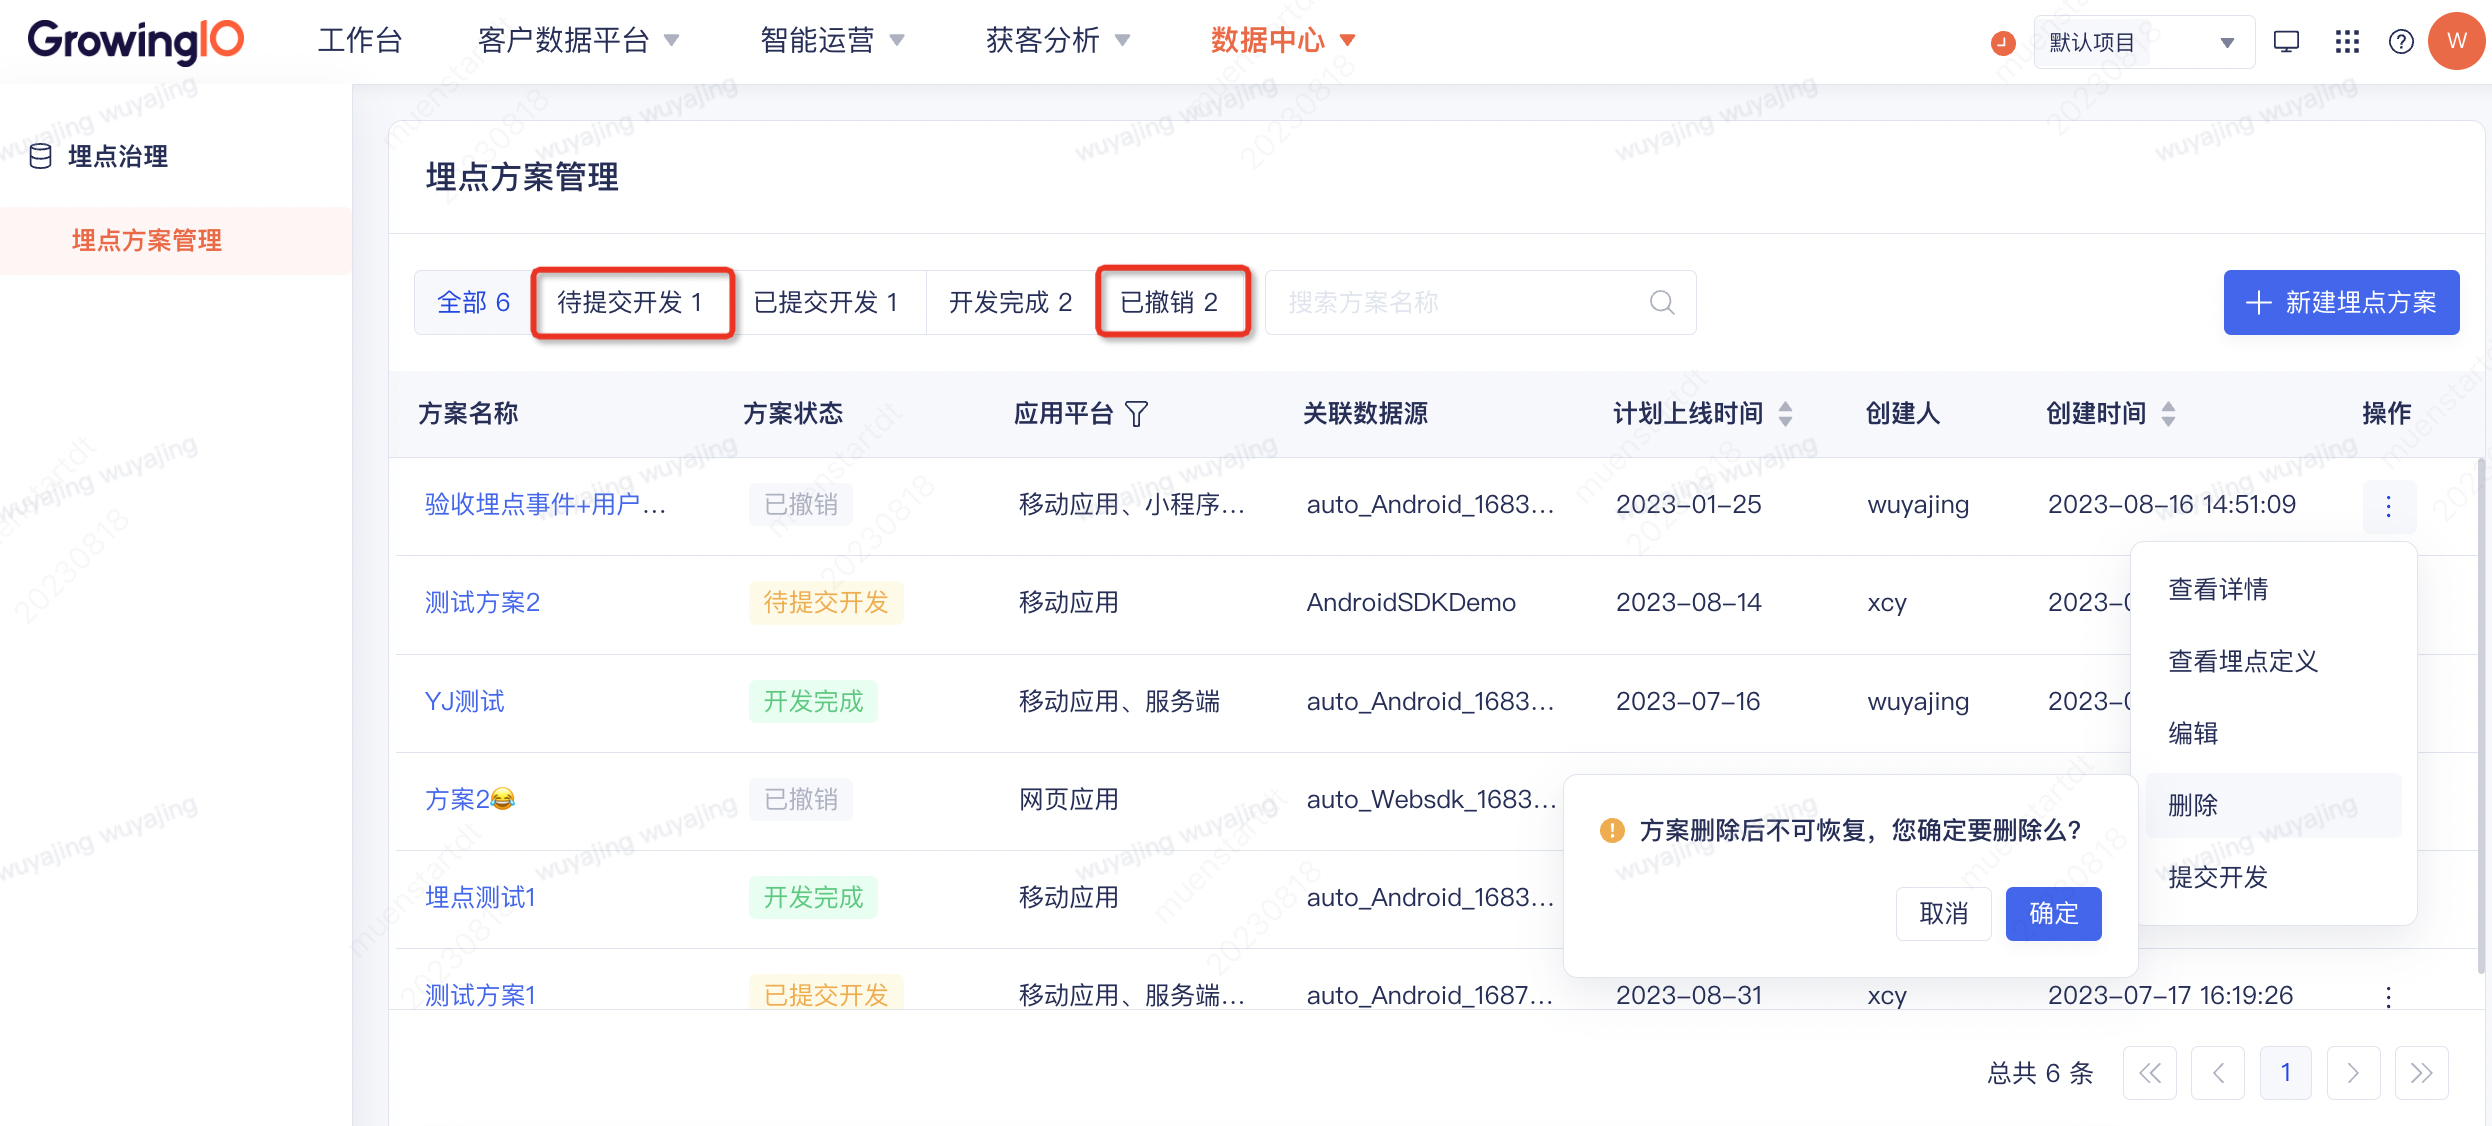 GrowingIO 工作台 客户数据平台 智能运营 获客分析 数据中心 默认项目 W
埋点治理
埋点方案管理
埋点方案管理
全部 6 待提交开发 1 已提交开发 1 开发完成 2 已撤销 2 搜索方案名称 新建埋点方案
方案名称 方案状态 应用平台 关联数据源 计划上线时间 创建人 创建时间 操作
验收埋点事件+用户... 已撤销 移动应用、小程序... auto_Android_1683... 2023-01-25 wuyajing 2023-08-16 14:51:09
测试方案2 待提交开发 移动应用 AndroidSDKDemo 2023-08-14 xcy
YJ测试 开发完成 移动应用、服务端 auto_Android_1683... 2023-07-16 wuyajing
方案2😂 已撤销 网页应用 auto_Websdk_1683...
埋点测试1 开发完成 移动应用 auto_Android_1683...
测试方案1 已提交开发 移动应用、服务端... auto_Android_1687... 2023-08-31 xcy 2023-07-17 16:19:26
查看详情
查看埋点定义
编辑
删除
提交开发
方案删除后不可恢复，您确定要删除么?
取消 确定
总共 6 条 1
wuyajing wuyajing
muenstartdt
20230818